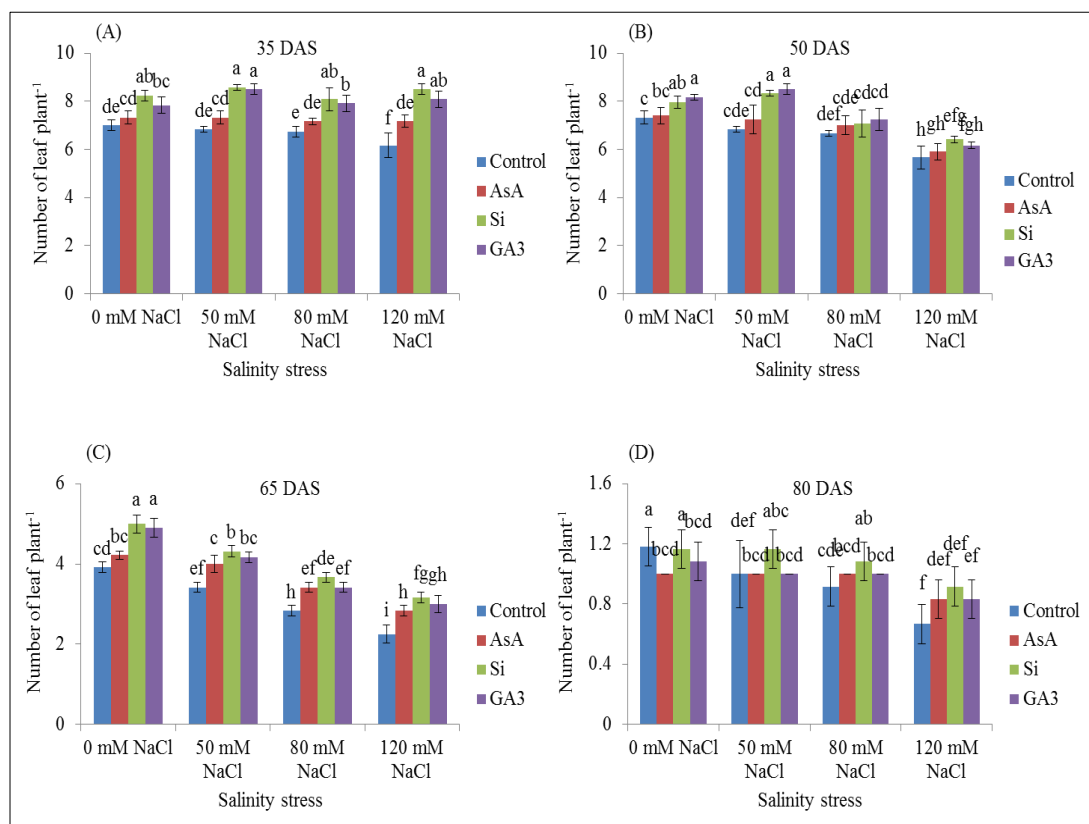 (A)
35 DAS
Number of leaf plant-1
10
8
6
4
2
0
de cd ab bc
de cd a a
e de ab b
f de a ab
0 mM NaCl 50 mM NaCl 80 mM NaCl 120 mM NaCl
Salinity stress
Control
AsA
Si
GA3
(B)
50 DAS
Number of leaf plant-1
10
8
6
4
2
0
c bc ab a
cde cd a a
def cde cd cd
h gh efg fgh
0 mM NaCl 50 mM NaCl 80 mM NaCl 120 mM NaCl
Salinity stress
Control
AsA
Si
GA3
(C)
65 DAS
Number of leaf plant-1
6
4
2
0
cd bc a a
ef c b bc
h ef de ef
i h fg gh
0 mM NaCl 50 mM NaCl 80 mM NaCl 120 mM NaCl
Salinity stress
Control
AsA
Si
GA3
(D)
80 DAS
Number of leaf plant-1
1.6
1.2
0.8
0.4
0
a bcd a bcd
def bcd abc bcd
cde bcd ab bcd
f def def ef
0 mM NaCl 50 mM NaCl 80 mM NaCl 120 mM NaCl
Salinity stress
Control
AsA
Si
GA3